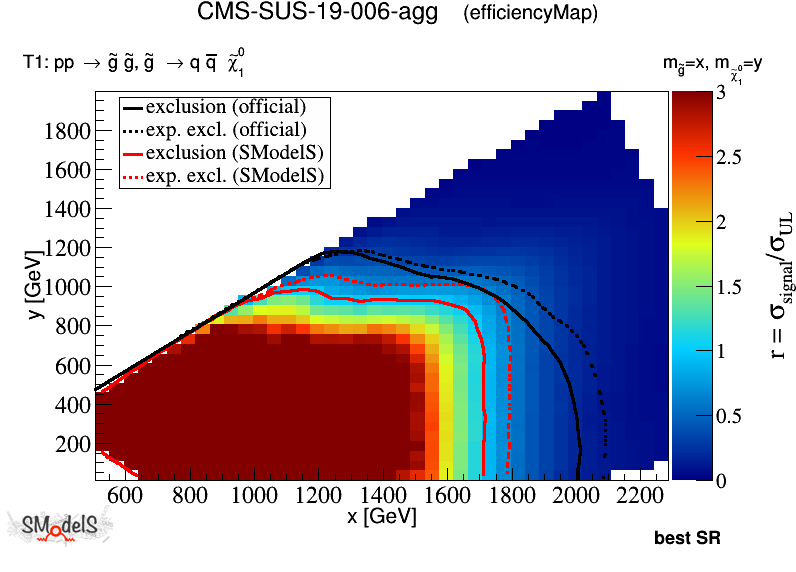 CMS-SUS-19-006-agg (efficiencyMap)
T1: pp → g̃ g̃, g̃ → q q̅ χ̃₁⁰ m_g̃=x, m_χ̃₁⁰=y
exclusion (official)
exp. excl. (official)
exclusion (SModelS)
exp. excl. (SModelS)
1800
1600
1400
1200
1000
800
600
400
200
y [GeV]
600 800 1000 1200 1400 1600 1800 2000 2200
x [GeV]
3
2.5
2
1.5
1
0.5
0
r = σ_signal/σ_UL
SModelS
best SR